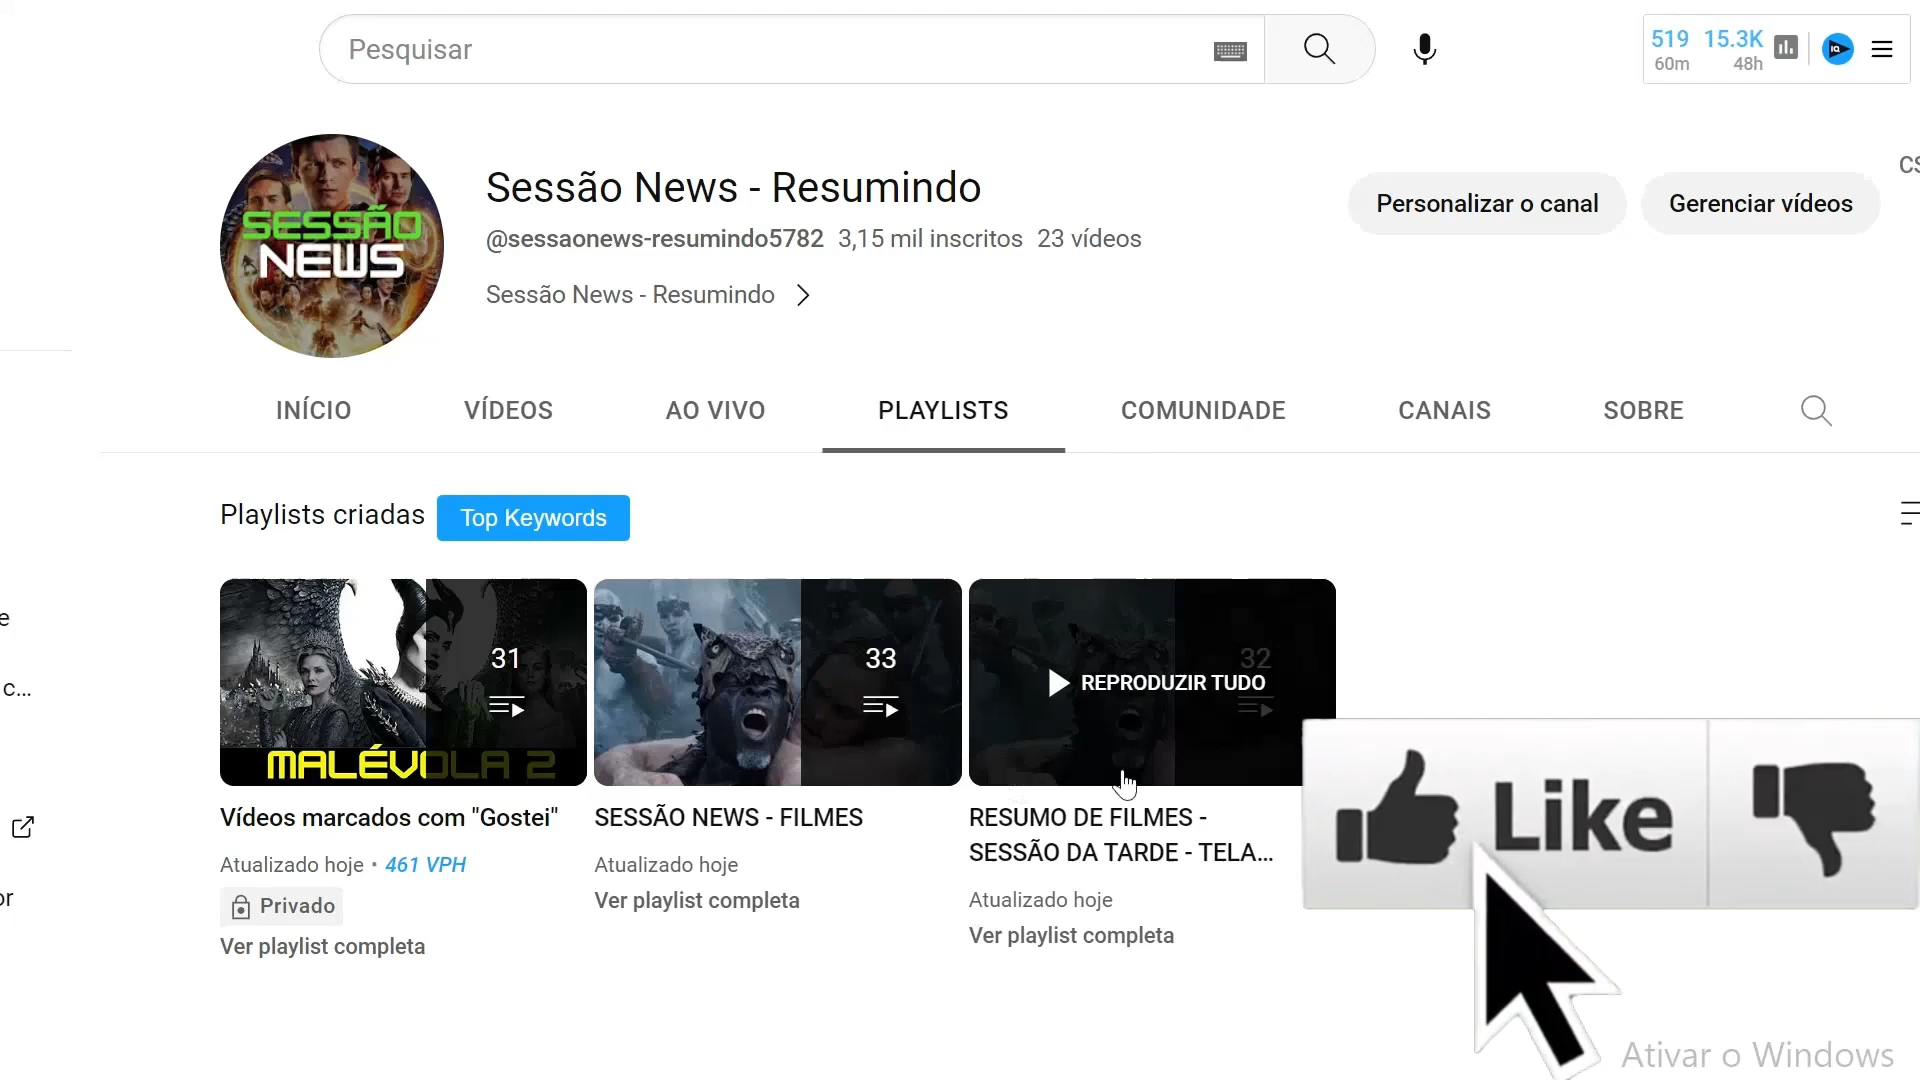 Pesquisar
519 15.3K
60m 48h
IQ
SESSÃO
NEWS
Sessão News - Resumindo
@sessaonews-resumindo5782 3,15 mil inscritos 23 vídeos
Sessão News - Resumindo
Personalizar o canal
Gerenciar vídeos
INÍCIO VÍDEOS AO VIVO PLAYLISTS COMUNIDADE CANAIS SOBRE
Playlists criadas
Top Keywords
31
MALÉVOLA 2
Vídeos marcados com "Gostei"
Atualizado hoje • 461 VPH
Privado
Ver playlist completa
33
SESSÃO NEWS - FILMES
Atualizado hoje
Ver playlist completa
32
REPRODUZIR TUDO
RESUMO DE FILMES -
SESSÃO DA TARDE - TELA...
Atualizado hoje
Ver playlist completa
Like
Ativar o Windows